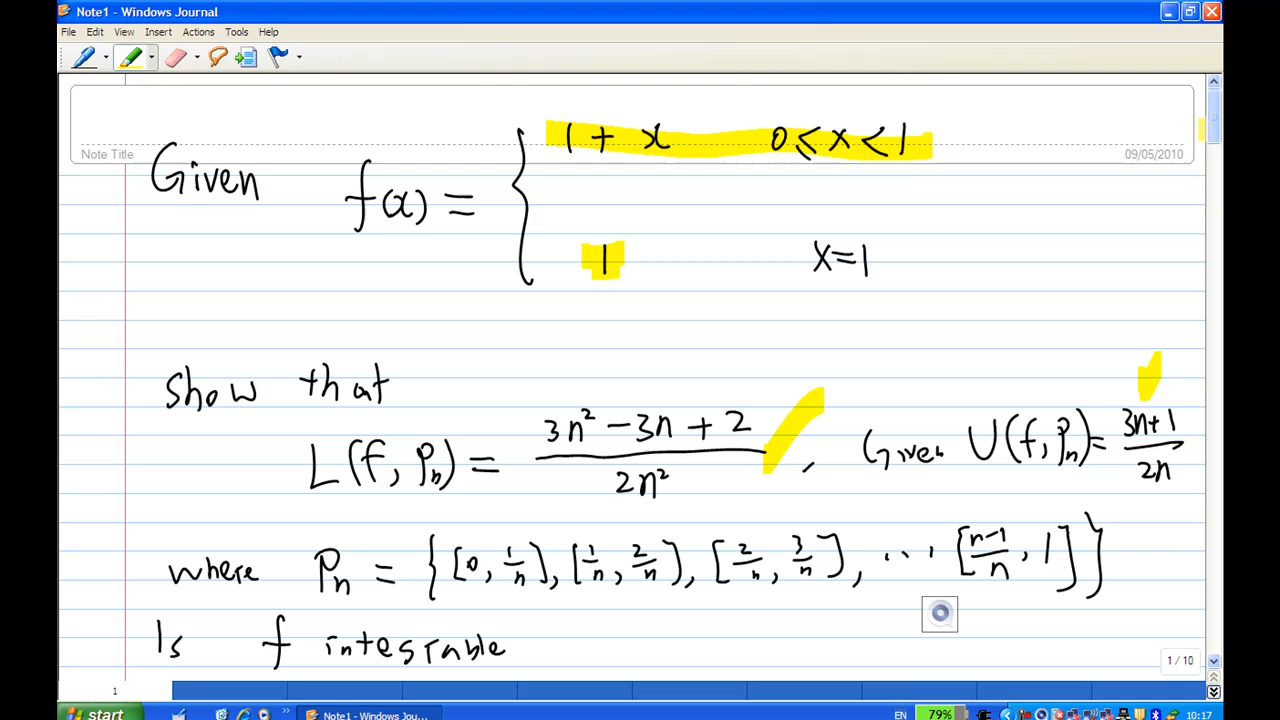 Note1 - Windows Journal
File Edit View Insert Actions Tools Help
Note Title
09/05/2010
1 + x 0 ≤ x < 1
Given f(x) = {
1 x=1
Show that
L(f, Pn) = (3n² - 3n + 2)/(2n²) , Given U(f, Pn) = (3n+1)/(2n)
where Pn = {[0, 1/n], [1/n, 2/n], [2/n, 3/n], ... [(n-1)/n, 1]}
Is f integrable
1 / 10
1
start
Note1 - Windows Jour...
EN
79%
10:17